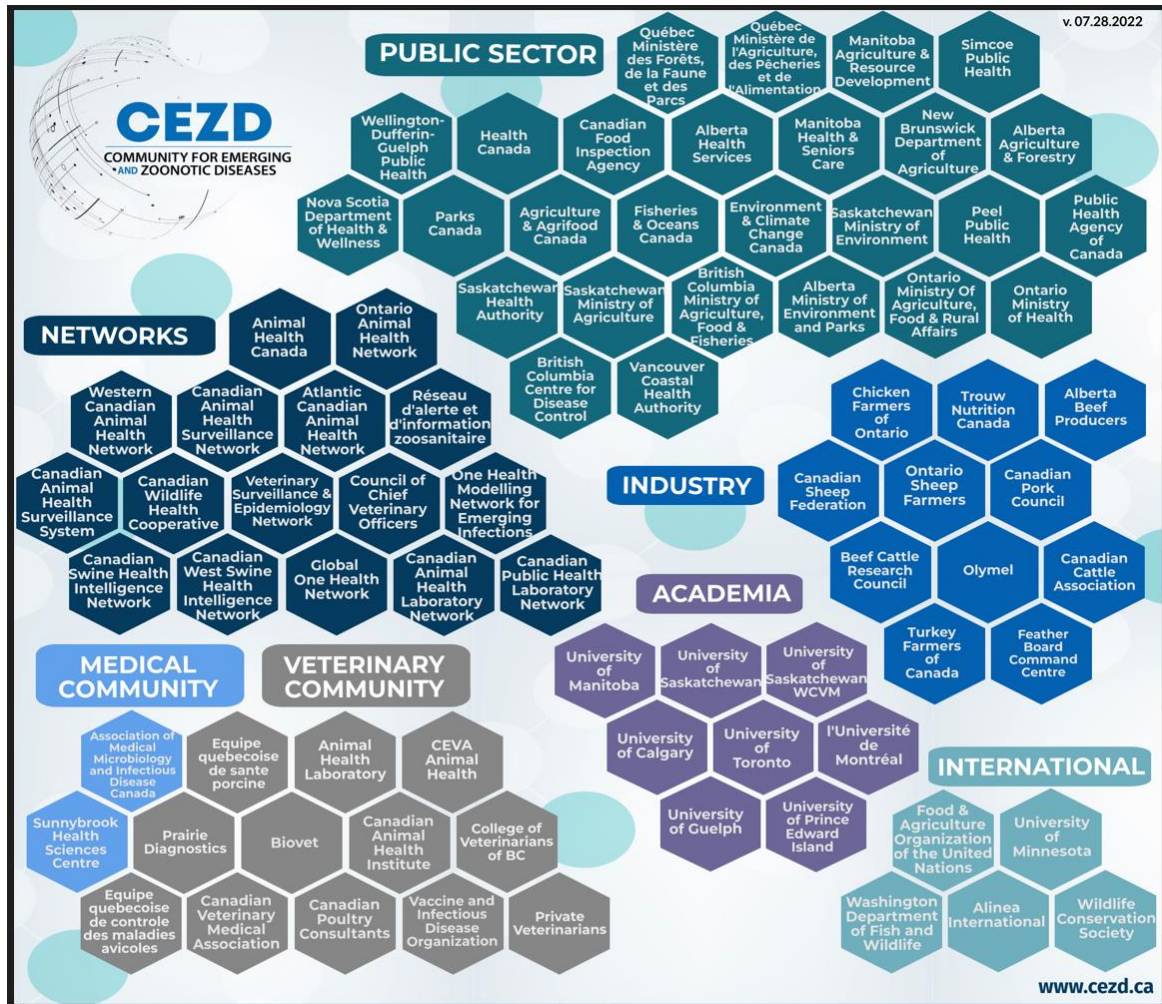 v. 07.28.2022
CEZD
COMMUNITY FOR EMERGING
AND ZOONOTIC DISEASES
PUBLIC SECTOR
Québec
Ministère
des Forêts,
de la Faune
et des
Parcs
Québec
Ministère de
l'Agriculture,
des Pêcheries
et de
l'Alimentation
Manitoba
Agriculture &
Resource
Development
Simcoe
Public
Health
Wellington-
Dufferin-
Guelph
Public
Health
Health
Canada
Canadian
Food
Inspection
Agency
Alberta
Health
Services
Manitoba
Health &
Seniors
Care
New
Brunswick
Department
of
Agriculture
Alberta
Agriculture
& Forestry
Nova Scotia
Department
of Health &
Wellness
Parks
Canada
Agriculture
& Agrifood
Canada
Fisheries
& Oceans
Canada
Environment
& Climate
Change
Canada
Saskatchewan
Ministry of
Environment
Peel
Public
Health
Public
Health
Agency
of
Canada
Saskatchewan
Health
Authority
Saskatchewan
Ministry of
Agriculture
British
Columbia
Ministry of
Agriculture,
Food &
Fisheries
Alberta
Ministry of
Environment
and Parks
Ontario
Ministry Of
Agriculture,
Food & Rural
Affairs
Ontario
Ministry
of Health
British
Columbia
Centre for
Disease
Control
Vancouver
Coastal
Health
Authority
NETWORKS
Animal
Health
Canada
Ontario
Animal
Health
Network
Western
Canadian
Animal
Health
Network
Canadian
Animal
Health
Surveillance
Network
Atlantic
Canadian
Animal
Health
Network
Réseau
d'alerte et
d'information
zoosanitaire
Canadian
Animal
Health
Surveillance
System
Canadian
Wildlife
Health
Cooperative
Veterinary
Surveillance &
Epidemiology
Network
Council of
Chief
Veterinary
Officers
One Health
Modelling
Network for
Emerging
Infections
Canadian
Swine Health
Intelligence
Network
Canadian
West Swine
Health
Intelligence
Network
Global
One Health
Network
Canadian
Animal
Health
Laboratory
Network
Canadian
Public Health
Laboratory
Network
INDUSTRY
Chicken
Farmers
of
Ontario
Trouw
Nutrition
Canada
Alberta
Beef
Producers
Canadian
Sheep
Federation
Ontario
Sheep
Farmers
Canadian
Pork
Council
Beef Cattle
Research
Council
Olymel
Canadian
Cattle
Association
Turkey
Farmers
of
Canada
Feather
Board
Command
Centre
ACADEMIA
University
of
Manitoba
University
of
Saskatchewan
University
of
Saskatchewan
WCVM
University
of Calgary
University
of
Toronto
l'Université
de
Montréal
University
of Guelph
University
of Prince
Edward
Island
MEDICAL
COMMUNITY
Association of
Medical
Microbiology
and Infectious
Disease
Canada
Sunnybrook
Health
Sciences
Centre
VETERINARY
COMMUNITY
Equipe
quebecoise
de sante
porcine
Animal
Health
Laboratory
CEVA
Animal
Health
Prairie
Diagnostics
Biovet
Canadian
Animal
Health
Institute
College of
Veterinarians
of BC
Equipe
quebecoise
de controle
des maladies
avicoles
Canadian
Veterinary
Medical
Association
Canadian
Poultry
Consultants
Vaccine and
Infectious
Disease
Organization
Private
Veterinarians
INTERNATIONAL
Food &
Agriculture
Organization
of the United
Nations
University
of
Minnesota
Washington
Department
of Fish and
Wildlife
Alinea
International
Wildlife
Conservation
Society
www.cezd.ca